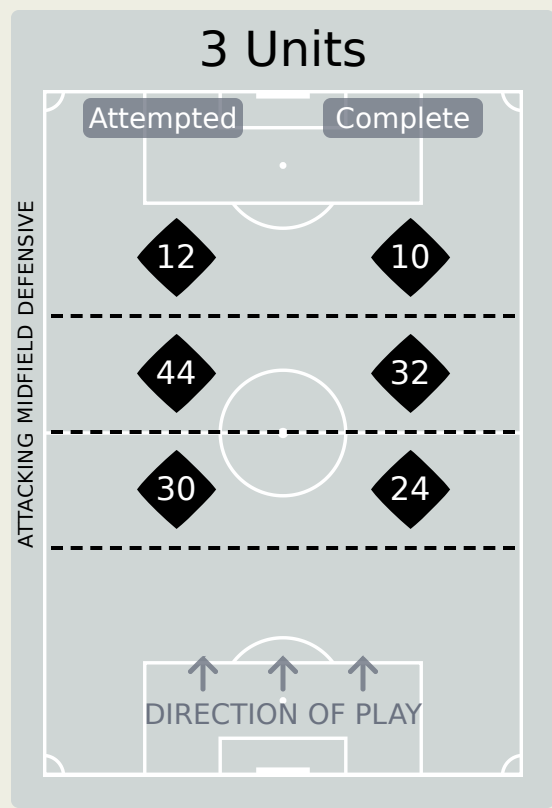 3 Units
Attempted Complete
ATTACKING MIDFIELD DEFENSIVE
12 10
44 32
30 24
DIRECTION OF PLAY